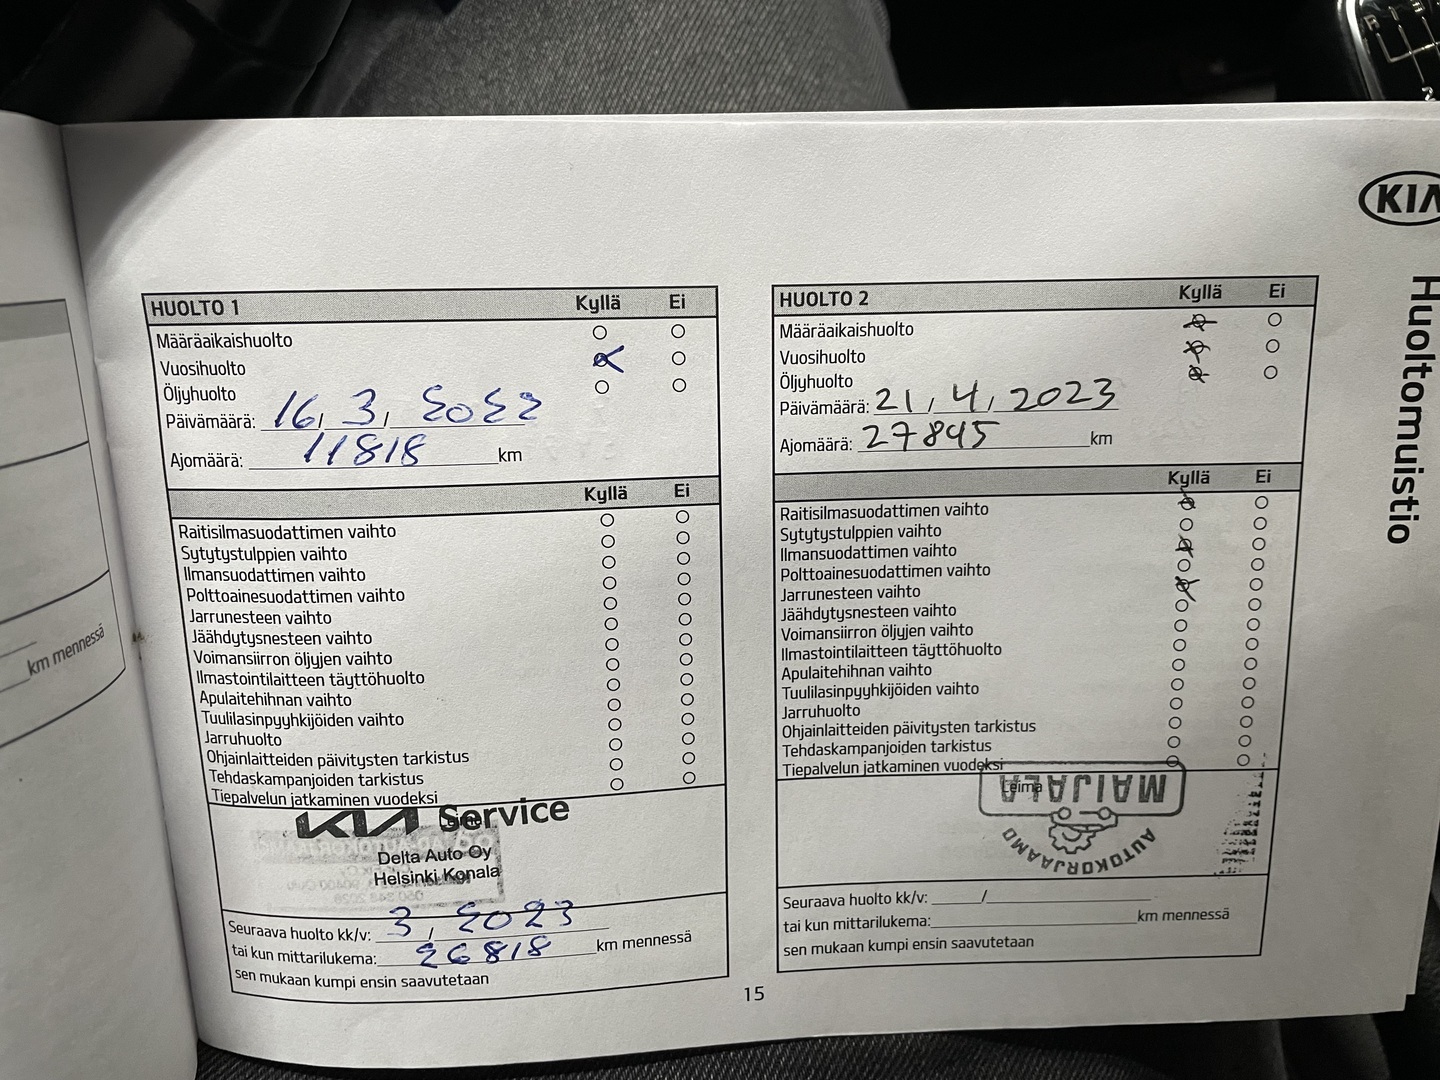 KIA
Huoltomuistio
km mennessä
HUOLTO 1 Kyllä Ei
Määräaikaishuolto
Vuosihuolto
Öljyhuolto
Päivämäärä: 16, 3, 2022
Ajomäärä: 11818 km
Kyllä Ei
Raitisilmasuodattimen vaihto
Sytytystulppien vaihto
Ilmansuodattimen vaihto
Polttoainesuodattimen vaihto
Jarrunesteen vaihto
Jäähdytysnesteen vaihto
Voimansiirron öljyjen vaihto
Ilmastointilaitteen täyttöhuolto
Apulaitehihnan vaihto
Tuulilasinpyyhkijöiden vaihto
Jarruhuolto
Ohjainlaitteiden päivitysten tarkistus
Tehdaskampanjoiden tarkistus
Tiepalvelun jatkaminen vuodeksi
KIA Service
Delta Auto Oy
Helsinki Konala
Seuraava huolto kk/v: 3, 2023
tai kun mittarilukema: 26818 km mennessä
sen mukaan kumpi ensin saavutetaan
HUOLTO 2 Kyllä Ei
Määräaikaishuolto
Vuosihuolto
Öljyhuolto
Päivämäärä: 21, 4, 2023
Ajomäärä: 27845 km
Kyllä Ei
Raitisilmasuodattimen vaihto
Sytytystulppien vaihto
Ilmansuodattimen vaihto
Polttoainesuodattimen vaihto
Jarrunesteen vaihto
Jäähdytysnesteen vaihto
Voimansiirron öljyjen vaihto
Ilmastointilaitteen täyttöhuolto
Apulaitehihnan vaihto
Tuulilasinpyyhkijöiden vaihto
Jarruhuolto
Ohjainlaitteiden päivitysten tarkistus
Tehdaskampanjoiden tarkistus
Tiepalvelun jatkaminen vuodeksi
Leima
MAIJALA
AUTOKORJAAMO
Seuraava huolto kk/v: /
tai kun mittarilukema: km mennessä
sen mukaan kumpi ensin saavutetaan
15